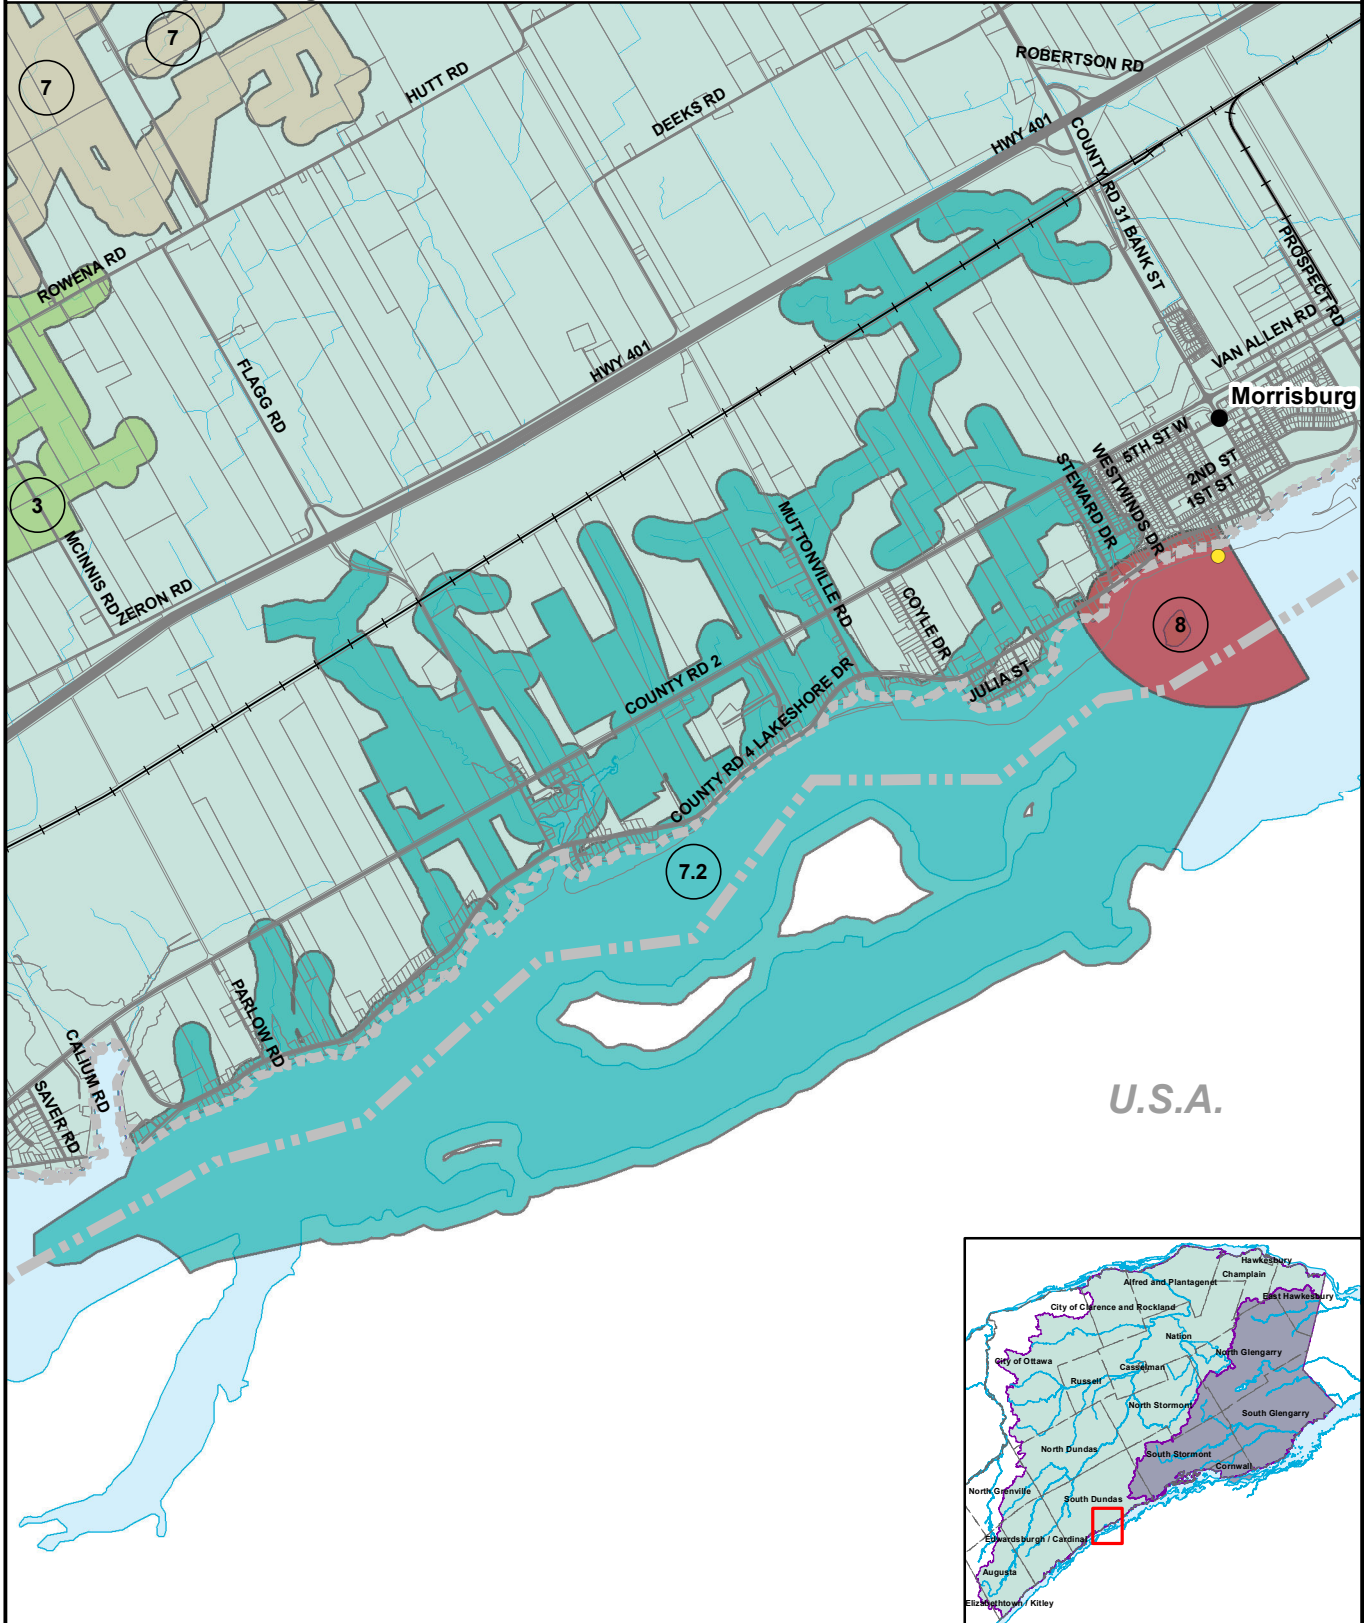 7
7
HUTT RD
DEEKS RD
ROBERTSON RD
HWY 401
COUNTY RD 31 BANK ST
PROSPECT RD
ROWENA RD
FLAGG RD
HWY 401
VAN ALLEN RD
Morrisburg
5TH ST W
2ND ST
1ST ST
WESTWINDS DR
STEWARD DR
3
MCINNIS RD
ZERON RD
MUTTONVILLE RD
COYLE DR
8
JULIA ST
COUNTY RD 2
COUNTY RD 4 LAKESHORE DR
7.2
PARLOW RD
CALIUM RD
SAVER RD
U.S.A.
Hawkesbury
Champlain
Alfred and Plantagenet
East Hawkesbury
City of Clarence and Rockland
Nation
North Glengarry
City of Ottawa
Casselman
Russell
North Stormont
South Glengarry
North Dundas
South Stormont
Cornwall
North Grenville
South Dundas
Edwardsburgh / Cardinal
Augusta
Elizabethtown / Kitley